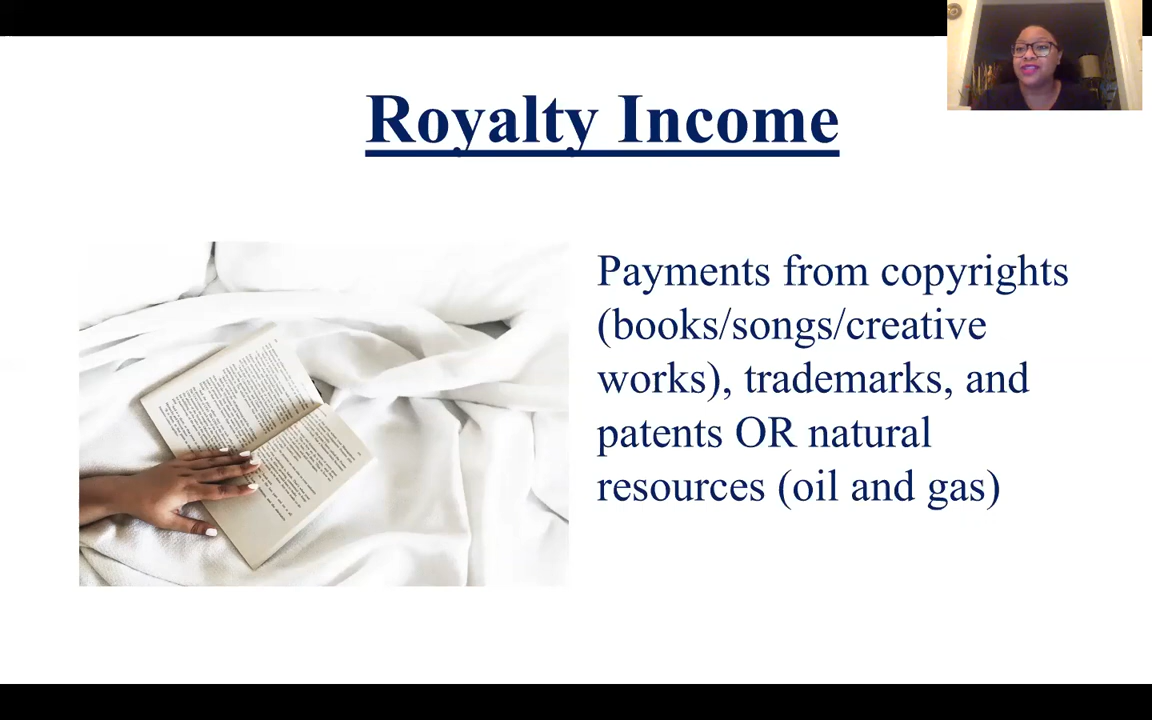 Royalty Income
Payments from copyrights
(books/songs/creative
works), trademarks, and
patents OR natural
resources (oil and gas)